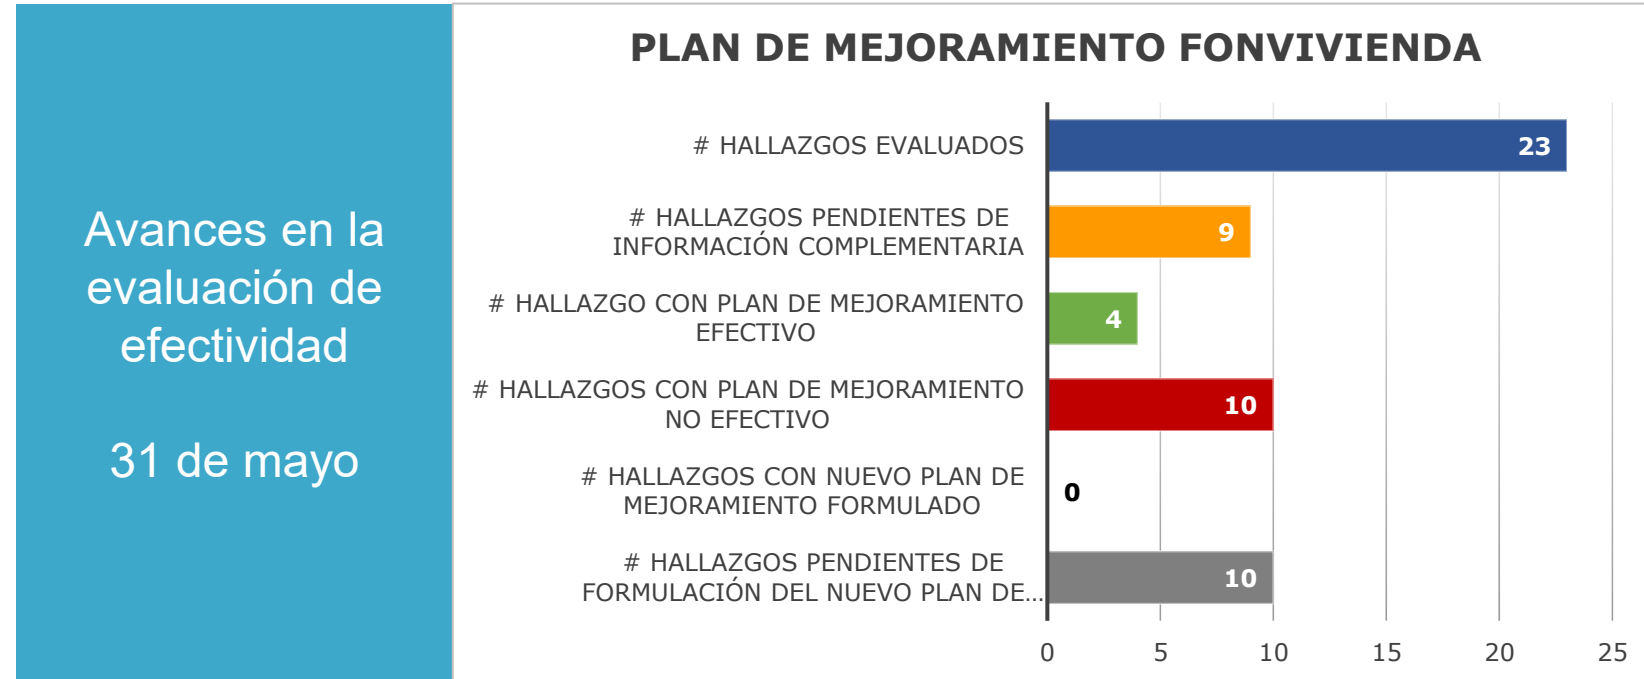 Avances en la
evaluación de
efectividad
31 de mayo
PLAN DE MEJORAMIENTO FONVIVIENDA
# HALLAZGOS EVALUADOS
23
# HALLAZGOS PENDIENTES DE
INFORMACIÓN COMPLEMENTARIA
9
# HALLAZGO CON PLAN DE MEJORAMIENTO
EFECTIVO
4
# HALLAZGOS CON PLAN DE MEJORAMIENTO
NO EFECTIVO
10
# HALLAZGOS CON NUEVO PLAN DE
MEJORAMIENTO FORMULADO
0
# HALLAZGOS PENDIENTES DE
FORMULACIÓN DEL NUEVO PLAN DE...
10
0 5 10 15 20 25